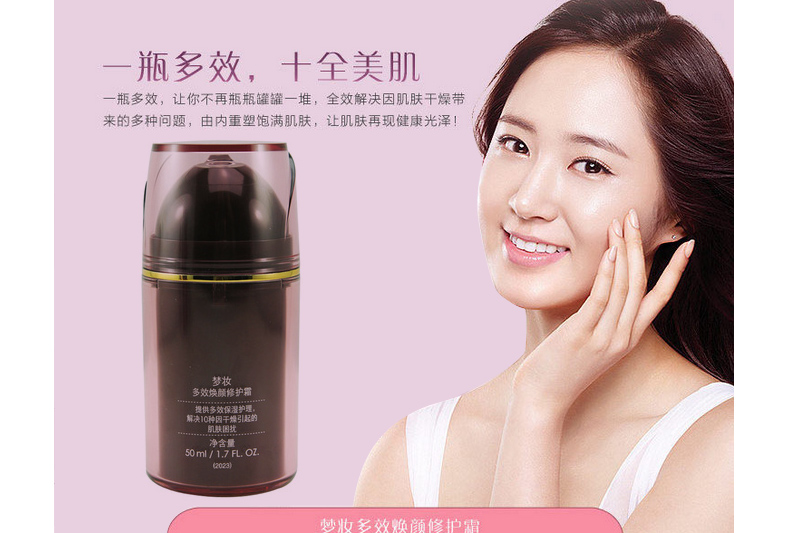 一瓶多效，十全美肌
一瓶多效，让你不再瓶瓶罐罐一堆，全效解决因肌肤干燥带
来的多种问题，由内重塑饱满肌肤，让肌肤再现健康光泽！
梦妆
多效焕颜修护霜
提供多效保湿护理，
解决10种因干燥引起的
肌肤困扰
净含量
50 ml / 1.7 FL. OZ.
(2023)
梦妆多效焕颜修护霜